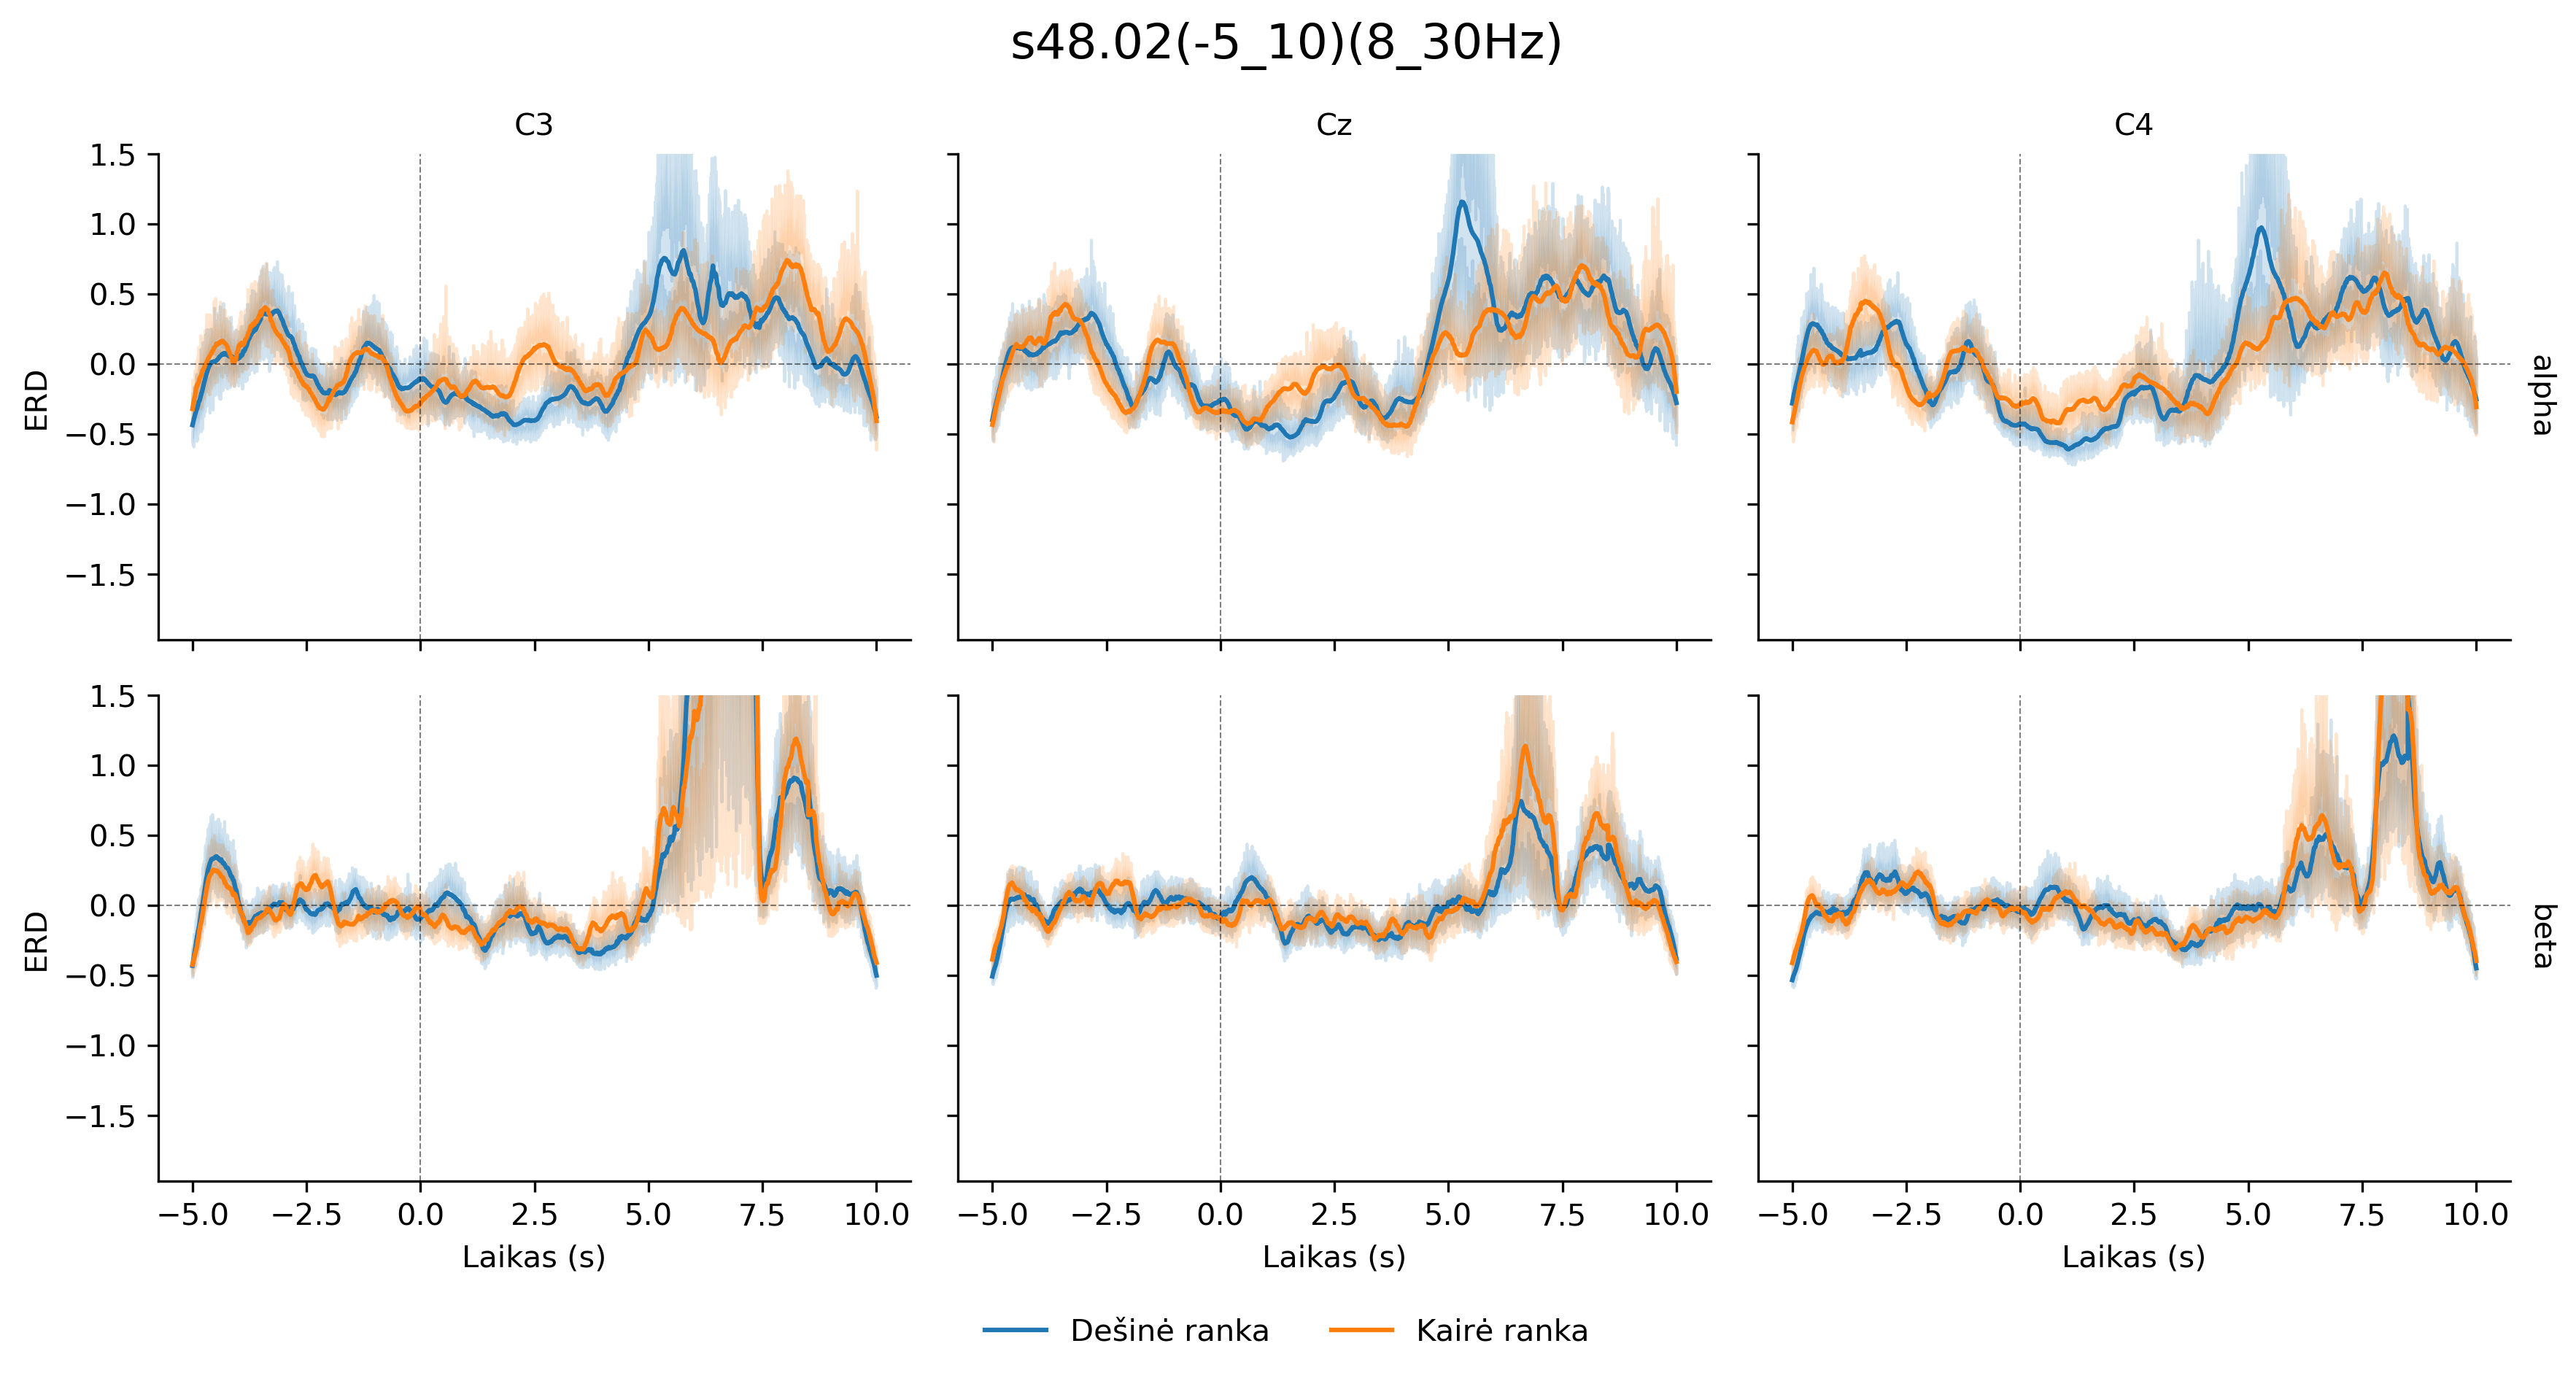 s48.02(-5_10)(8_30Hz)
C3 Cz C4
1.5
1.0
0.5
0.0
−0.5
−1.0
−1.5
ERD
alpha
1.5
1.0
0.5
0.0
−0.5
−1.0
−1.5
ERD
beta
−5.0 −2.5 0.0 2.5 5.0 7.5 10.0 −5.0 −2.5 0.0 2.5 5.0 7.5 10.0 −5.0 −2.5 0.0 2.5 5.0 7.5 10.0
Laikas (s) Laikas (s) Laikas (s)
Dešinė ranka Kairė ranka